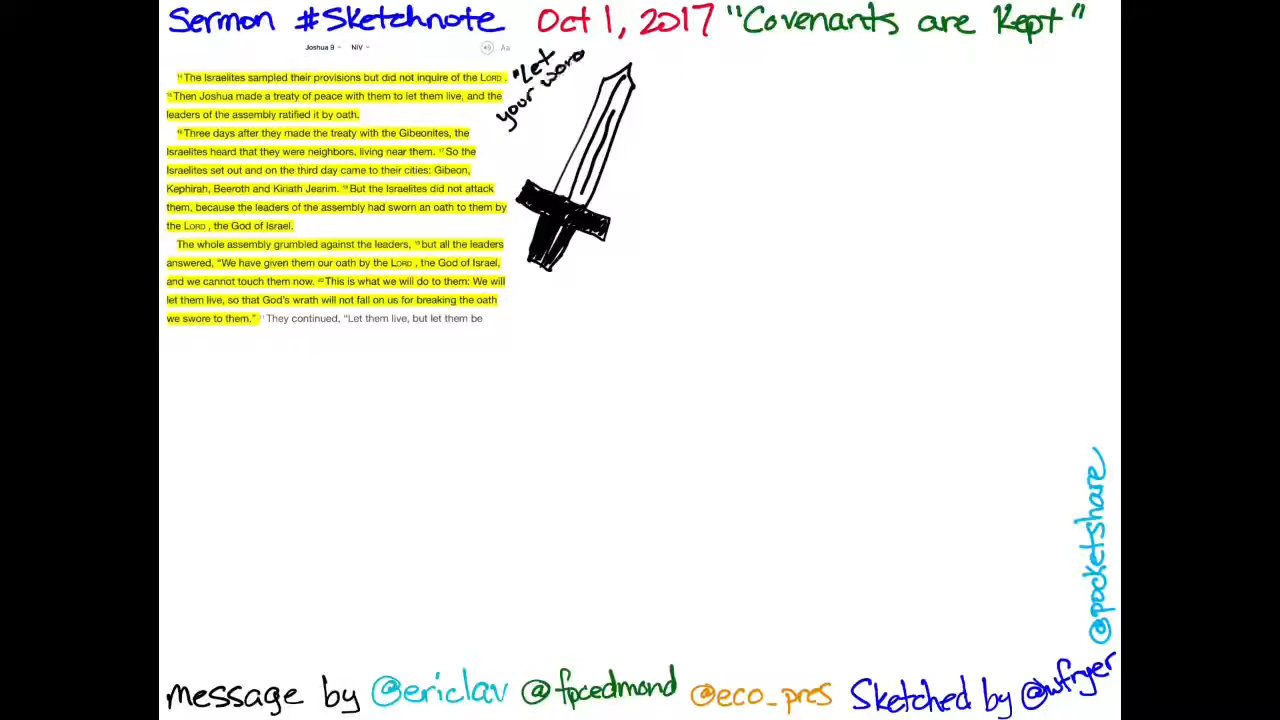 Sermon #Sketchnote Oct 1, 2017 "Covenants are Kept"
Joshua 9 NIV Aa
14 The Israelites sampled their provisions but did not inquire of the LORD .
15 Then Joshua made a treaty of peace with them to let them live, and the
leaders of the assembly ratified it by oath.
16 Three days after they made the treaty with the Gibeonites, the
Israelites heard that they were neighbors, living near them. 17 So the
Israelites set out and on the third day came to their cities: Gibeon,
Kephirah, Beeroth and Kiriath Jearim. 18 But the Israelites did not attack
them, because the leaders of the assembly had sworn an oath to them by
the LORD , the God of Israel.
The whole assembly grumbled against the leaders, 19 but all the leaders
answered, “We have given them our oath by the LORD , the God of Israel,
and we cannot touch them now. 20 This is what we will do to them: We will
let them live, so that God’s wrath will not fall on us for breaking the oath
we swore to them.” 21 They continued, “Let them live, but let them be
"Let
your word
@pocketshare
message by @ericlav @fpcedmond @eco_pres Sketched by @wfryer